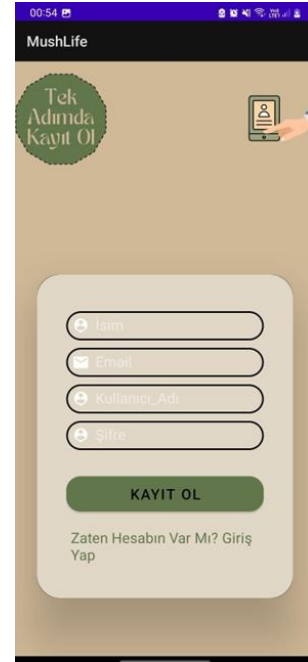 00:54
MushLife
Tek
Adımda
Kayıt Ol
İsim
Email
Kullanıcı_Adı
Şifre
KAYIT OL
Zaten Hesabın Var Mı? Giriş
Yap